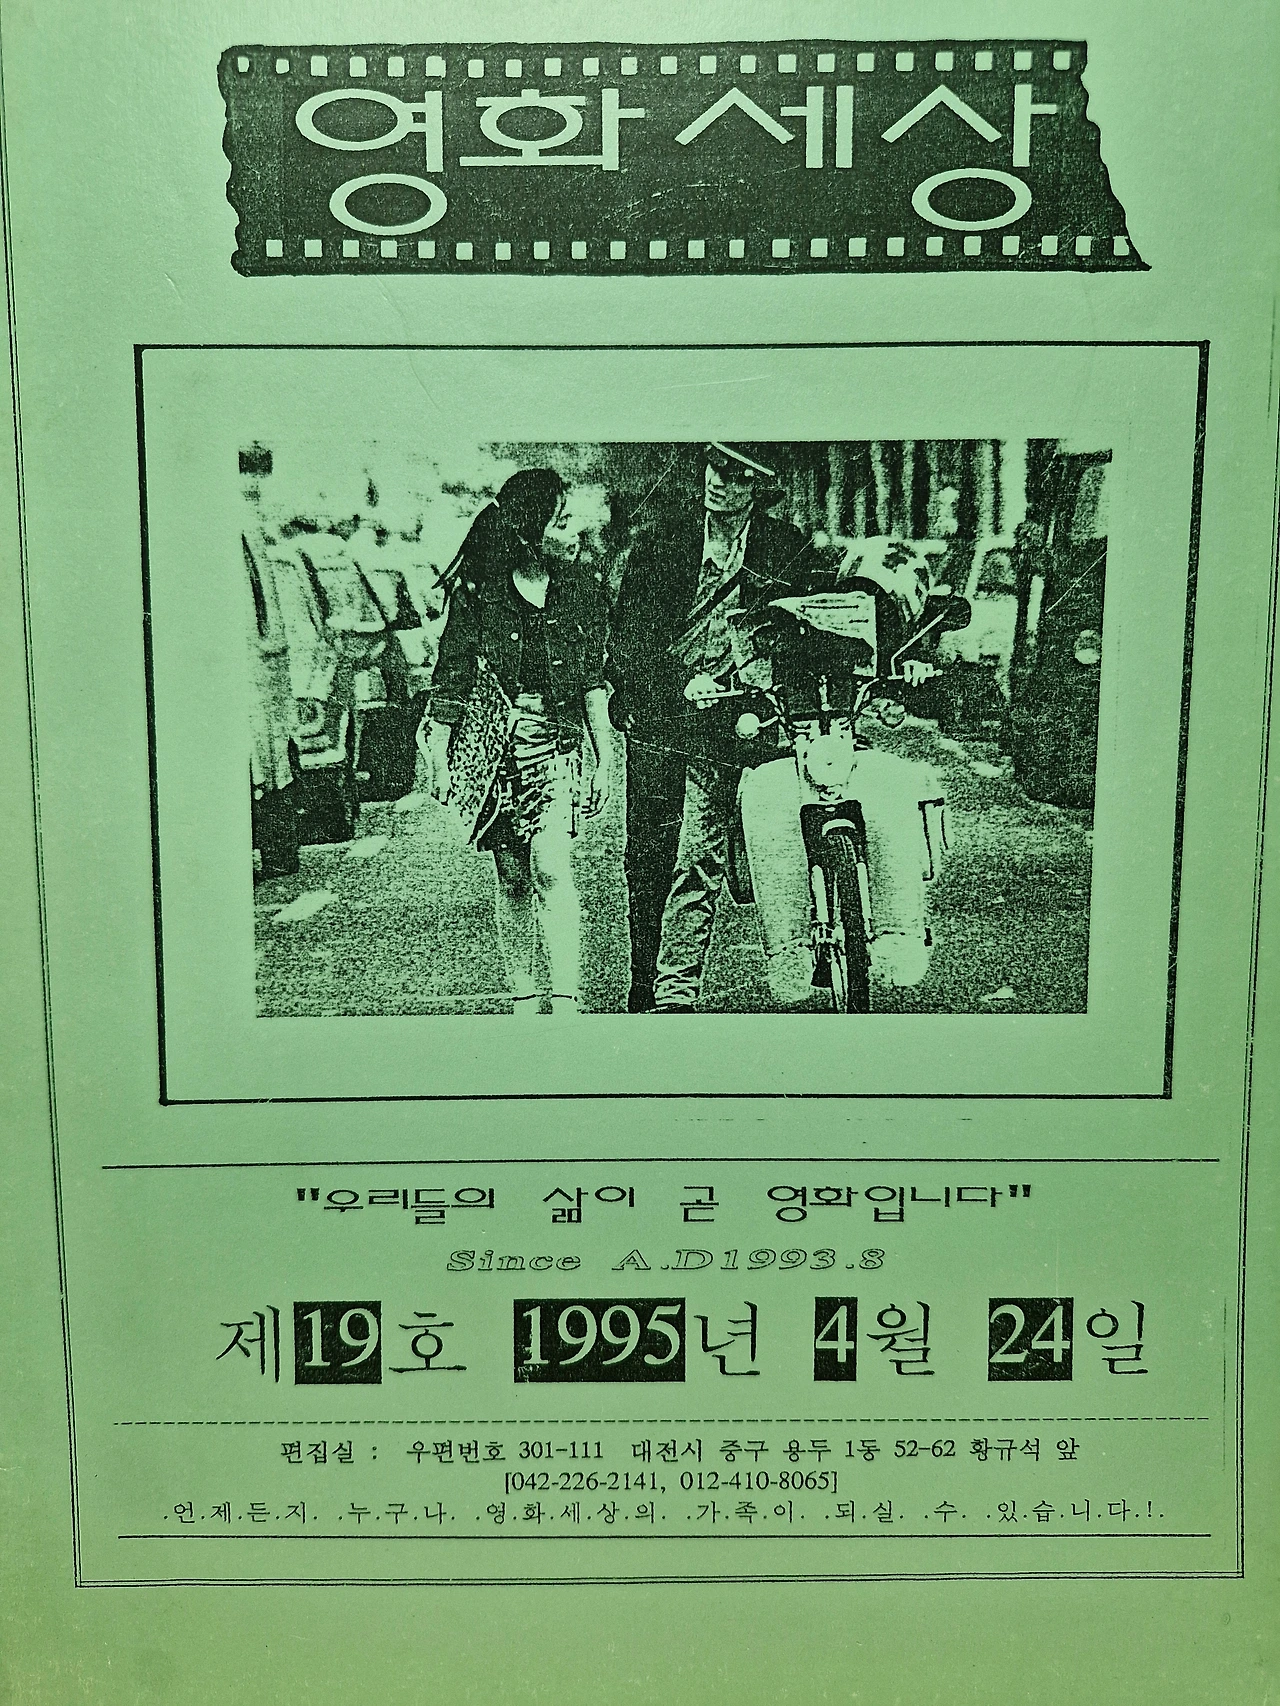 영화세상
"우리들의 삶이 곧 영화입니다"
Since A.D1993.8
제19호 1995년 4월 24일
편집실 : 우편번호 301-111 대전시 중구 용두 1동 52-62 황규석 앞
[042-226-2141, 012-410-8065]
.언.제.든.지. .누.구.나. .영.화.세.상.의. .가.족.이. .되.실. .수. .있.습.니.다.!.